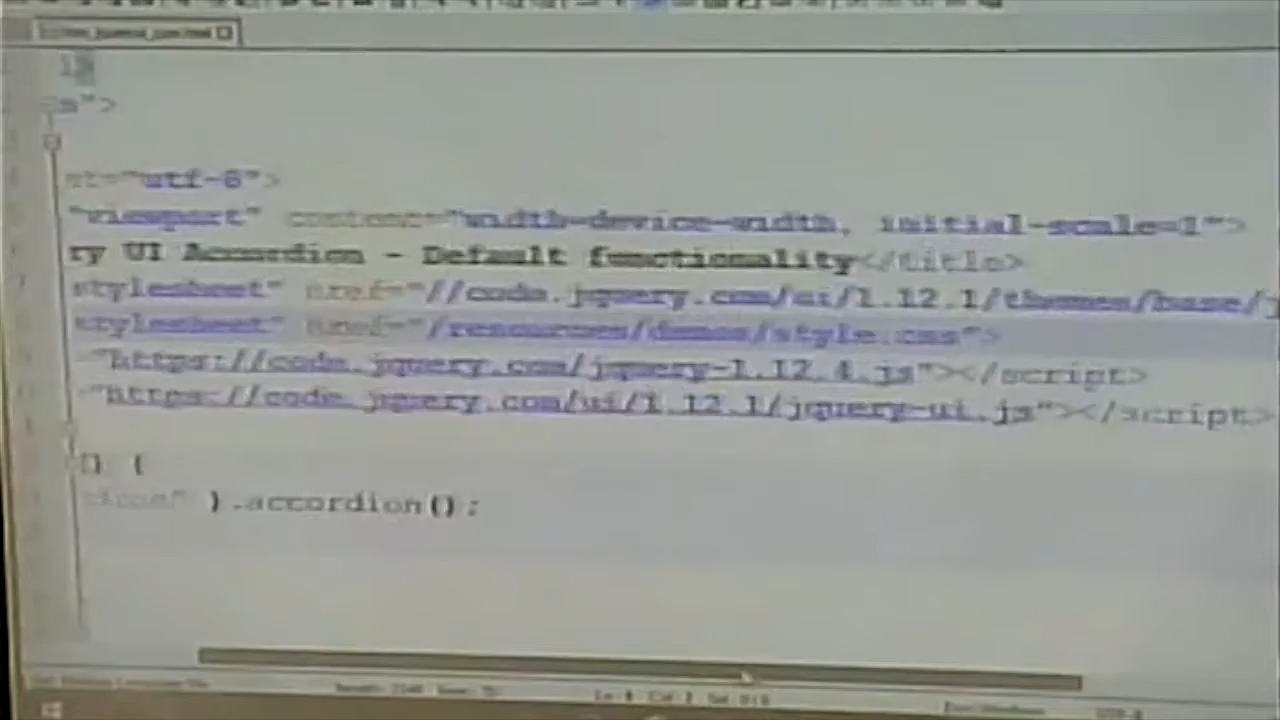 s">
et="utf-8">
"viewport" content="width=device-width, initial-scale=1">
ry UI Accordion - Default functionality</title>
stylesheet" href="//code.jquery.com/ui/1.12.1/themes/base/j
stylesheet" href="/resources/demos/style.css">
"https://code.jquery.com/jquery-1.12.4.js"></script>
"https://code.jquery.com/ui/1.12.1/jquery-ui.js"></script>
() {
" ).accordion();